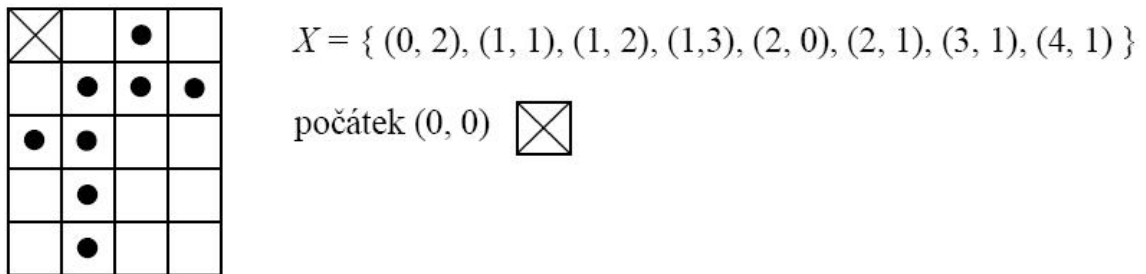 X = { (0, 2), (1, 1), (1, 2), (1,3), (2, 0), (2, 1), (3, 1), (4, 1) }
počátek (0, 0)